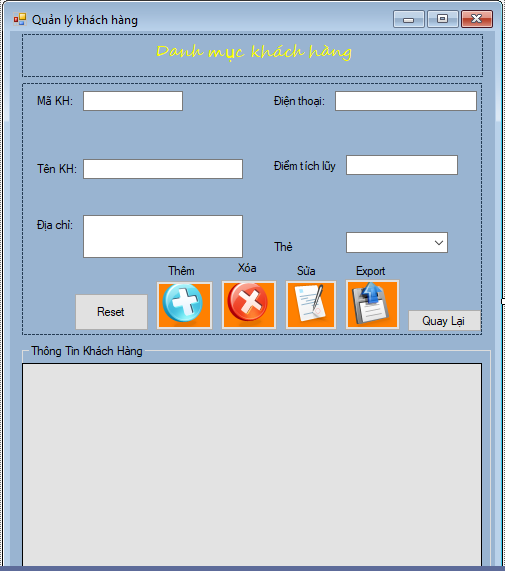 Quản lý khách hàng
Danh mục khách hàng
Mã KH:
Điện thoại:
Tên KH:
Điểm tích lũy
Địa chỉ:
Thẻ
Thêm
Xóa
Sửa
Export
Reset
Quay Lại
Thông Tin Khách Hàng